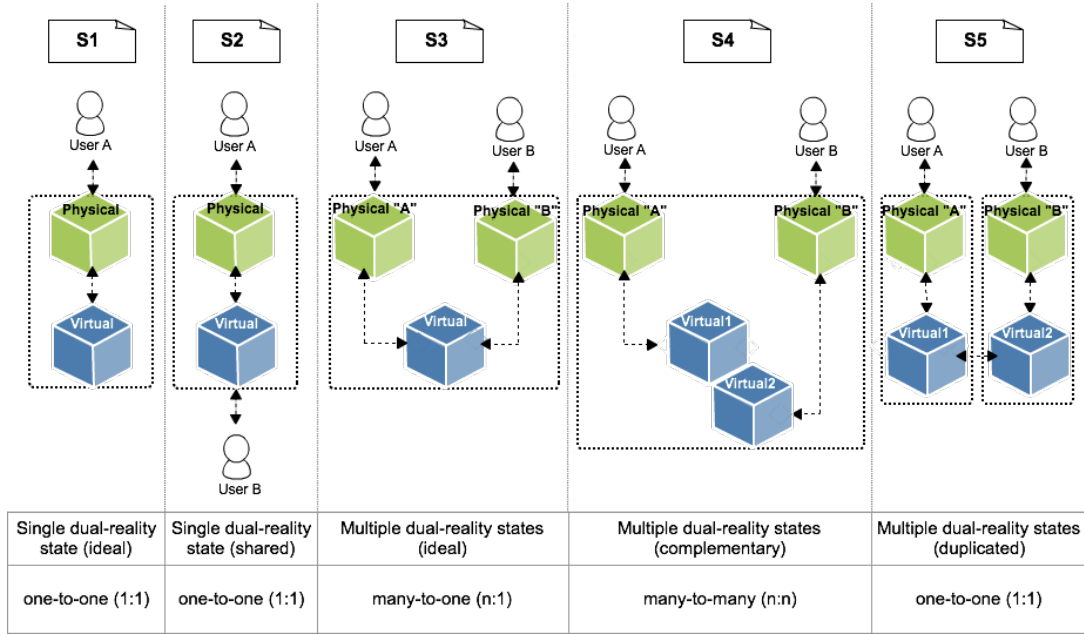 S1
S2
S3
S4
S5
User A
User A
User A
User B
User A
User B
User A
User B
Physical
Physical
Physical "A"
Physical "B"
Physical "A"
Physical "B"
Physical "A"
Physical "B"
Virtual
Virtual
Virtual
Virtual1
Virtual2
Virtual1
Virtual2
User B
Single dual-reality
state (ideal)
Single dual-reality
state (shared)
Multiple dual-reality states
(ideal)
Multiple dual-reality states
(complementary)
Multiple dual-reality states
(duplicated)
one-to-one (1:1)
one-to-one (1:1)
many-to-one (n:1)
many-to-many (n:n)
one-to-one (1:1)